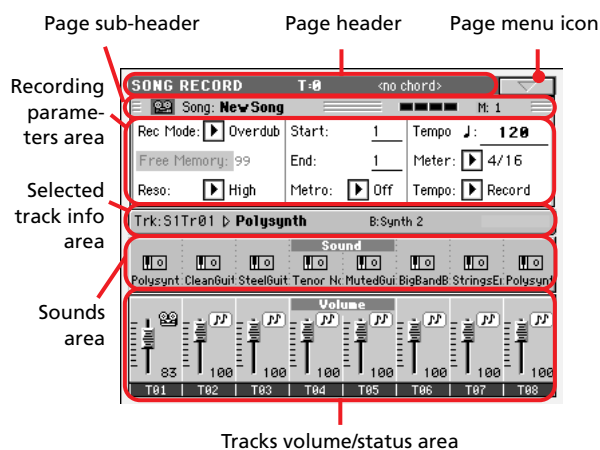 Page sub-header Page header Page menu icon
SONG RECORD T:0 <no chord>
Song: NewSong M: 1
Recording parame-ters area
Rec Mode: Overdub Start: 1 Tempo ♩: 120
Free Memory: 99 End: 1 Meter: 4/16
Reso: High Metro: Off Tempo: Record
Selected track info area
Trk:S1Tr01 Polysynth B:Synth 2
Sound
Polysynt CleanGuit SteelGuit Tenor No MutedGui BigBandB StringsEn Polysynt
Sounds area
Volume
83 100 100 100 100 100 100 100
T01 T02 T03 T04 T05 T06 T07 T08
Tracks volume/status area